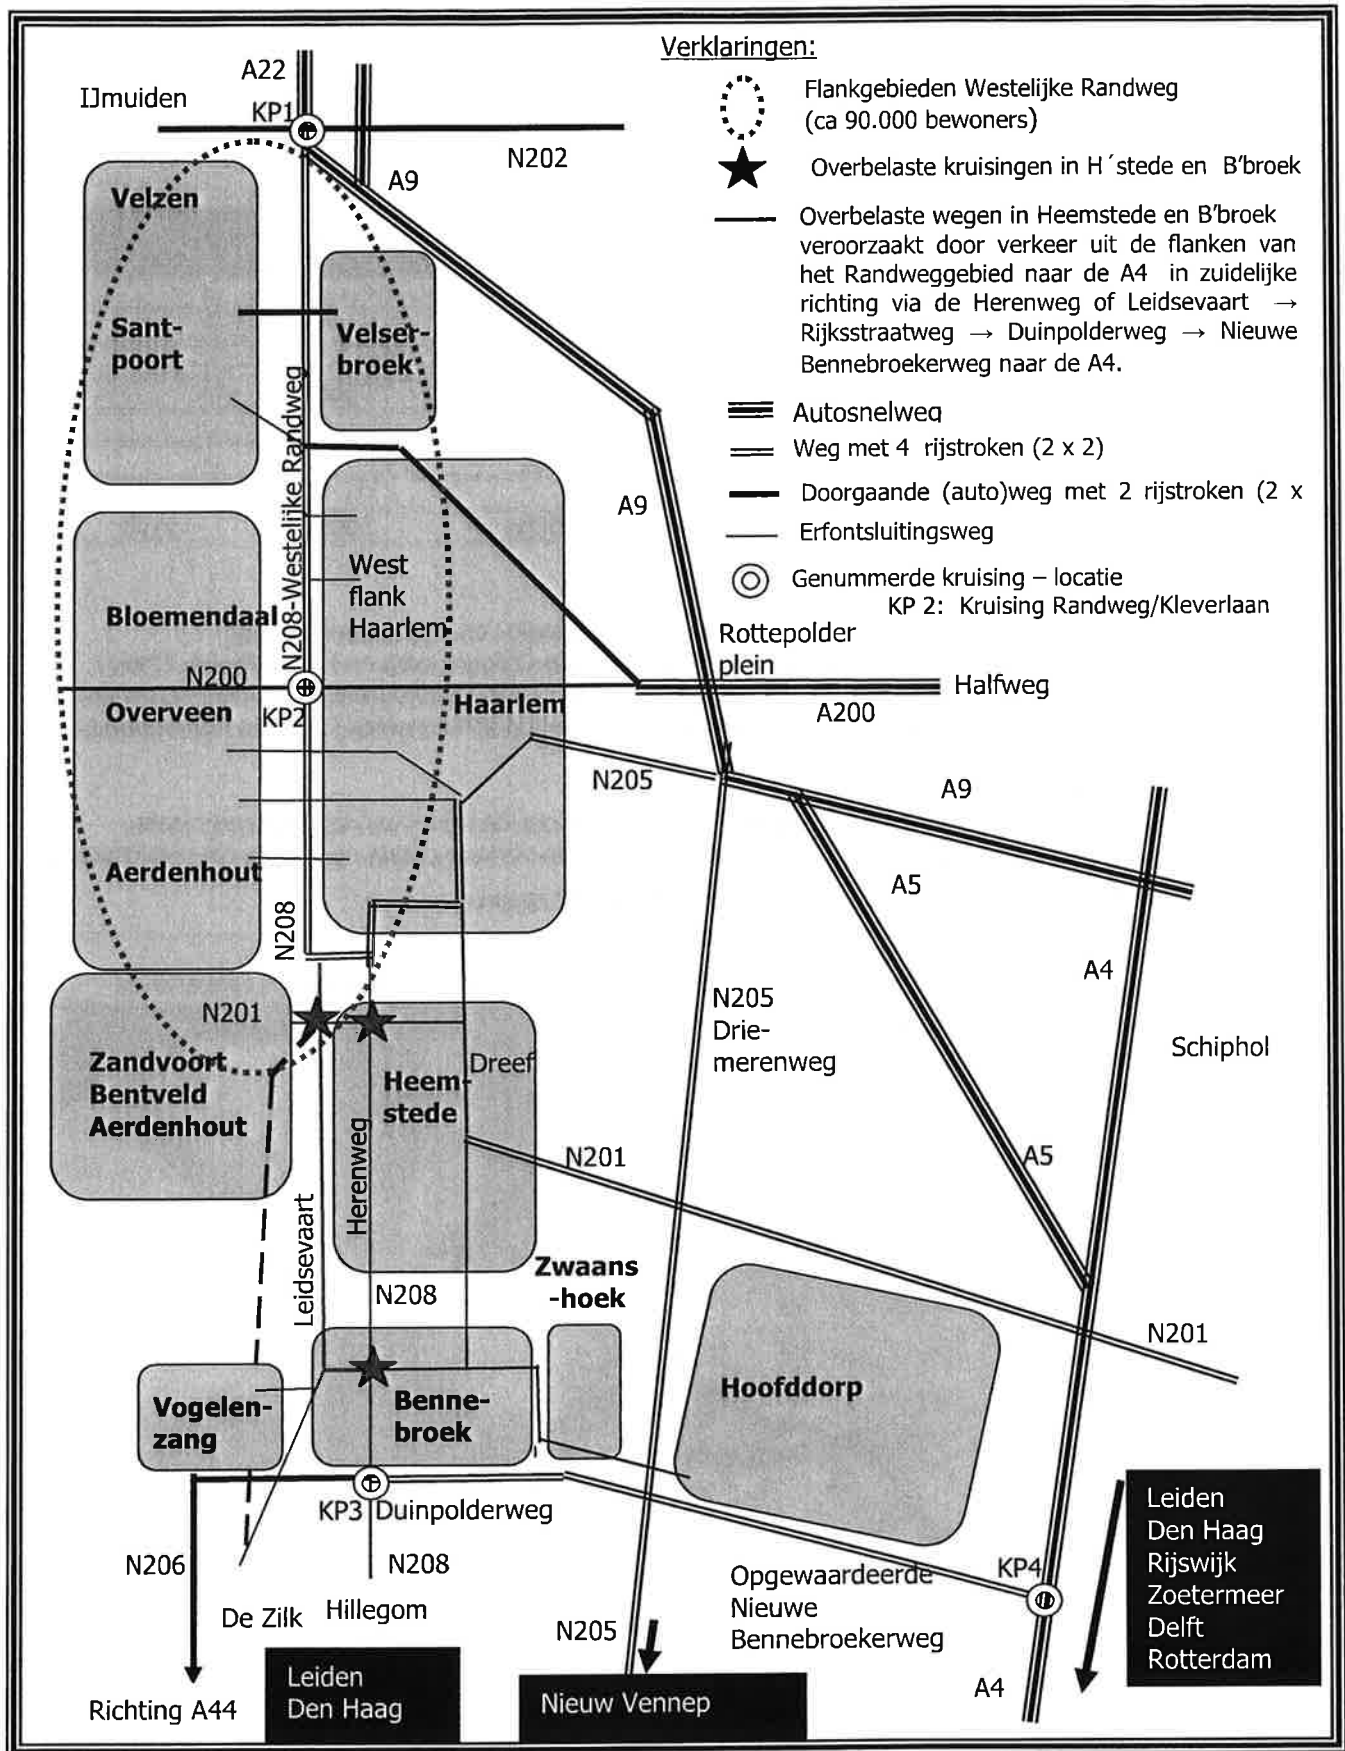 Verklaringen:
Flankgebieden Westelijke Randweg
(ca 90.000 bewoners)
Overbelaste kruisingen in H´stede en B'broek
Overbelaste wegen in Heemstede en B'broek
veroorzaakt door verkeer uit de flanken van
het Randweggebied naar de A4 in zuidelijke
richting via de Herenweg of Leidsevaart →
Rijksstraatweg → Duinpolderweg → Nieuwe
Bennebroekerweg naar de A4.
Autosnelweg
Weg met 4 rijstroken (2 x 2)
Doorgaande (auto)weg met 2 rijstroken (2 x
Erfontsluitingsweg
Genummerde kruising – locatie
KP 2: Kruising Randweg/Kleverlaan
A22
IJmuiden
KP1
N202
A9
Velzen
Sant-
poort
Velser-
broek
N208-Westelijke Randweg
A9
West
flank
Haarlem
Bloemendaal
N200
Overveen
KP2
Haarlem
Rottepolder
plein
Halfweg
A200
N205
A9
A5
Aerdenhout
N208
A4
N201
N205
Drie-
merenweg
Schiphol
Zandvoort
Bentveld
Aerdenhout
Heem-
stede
Dreef
Herenweg
Leidsevaart
N201
A5
Zwaans
-hoek
N208
N201
Vogelen-
zang
Benne-
broek
Hoofddorp
KP3
Duinpolderweg
N206
N208
De Zilk
Hillegom
N205
Opgewaardeerde
Nieuwe
Bennebroekerweg
KP4
A4
Leiden
Den Haag
Rijswijk
Zoetermeer
Delft
Rotterdam
Richting A44
Leiden
Den Haag
Nieuw Vennep